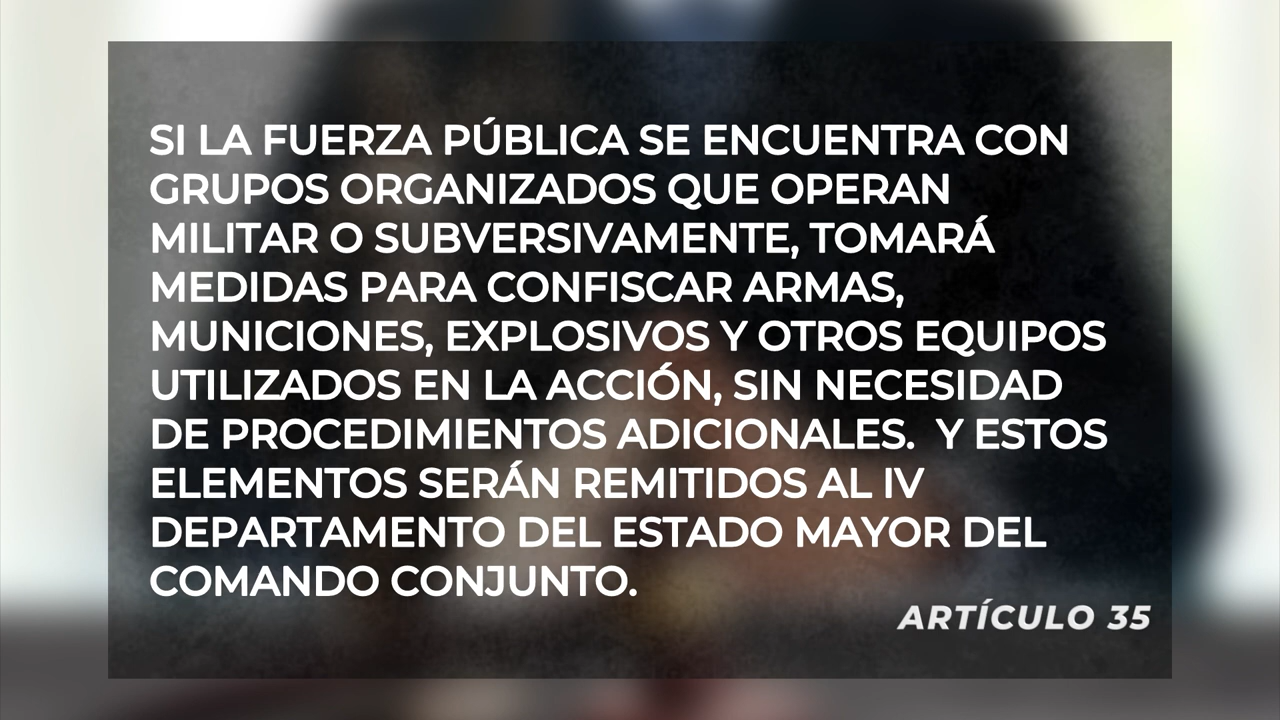 SI LA FUERZA PÚBLICA SE ENCUENTRA CON
GRUPOS ORGANIZADOS QUE OPERAN
MILITAR O SUBVERSIVAMENTE, TOMARÁ
MEDIDAS PARA CONFISCAR ARMAS,
MUNICIONES, EXPLOSIVOS Y OTROS EQUIPOS
UTILIZADOS EN LA ACCIÓN, SIN NECESIDAD
DE PROCEDIMIENTOS ADICIONALES.  Y ESTOS
ELEMENTOS SERÁN REMITIDOS AL IV
DEPARTAMENTO DEL ESTADO MAYOR DEL
COMANDO CONJUNTO.
ARTÍCULO 35